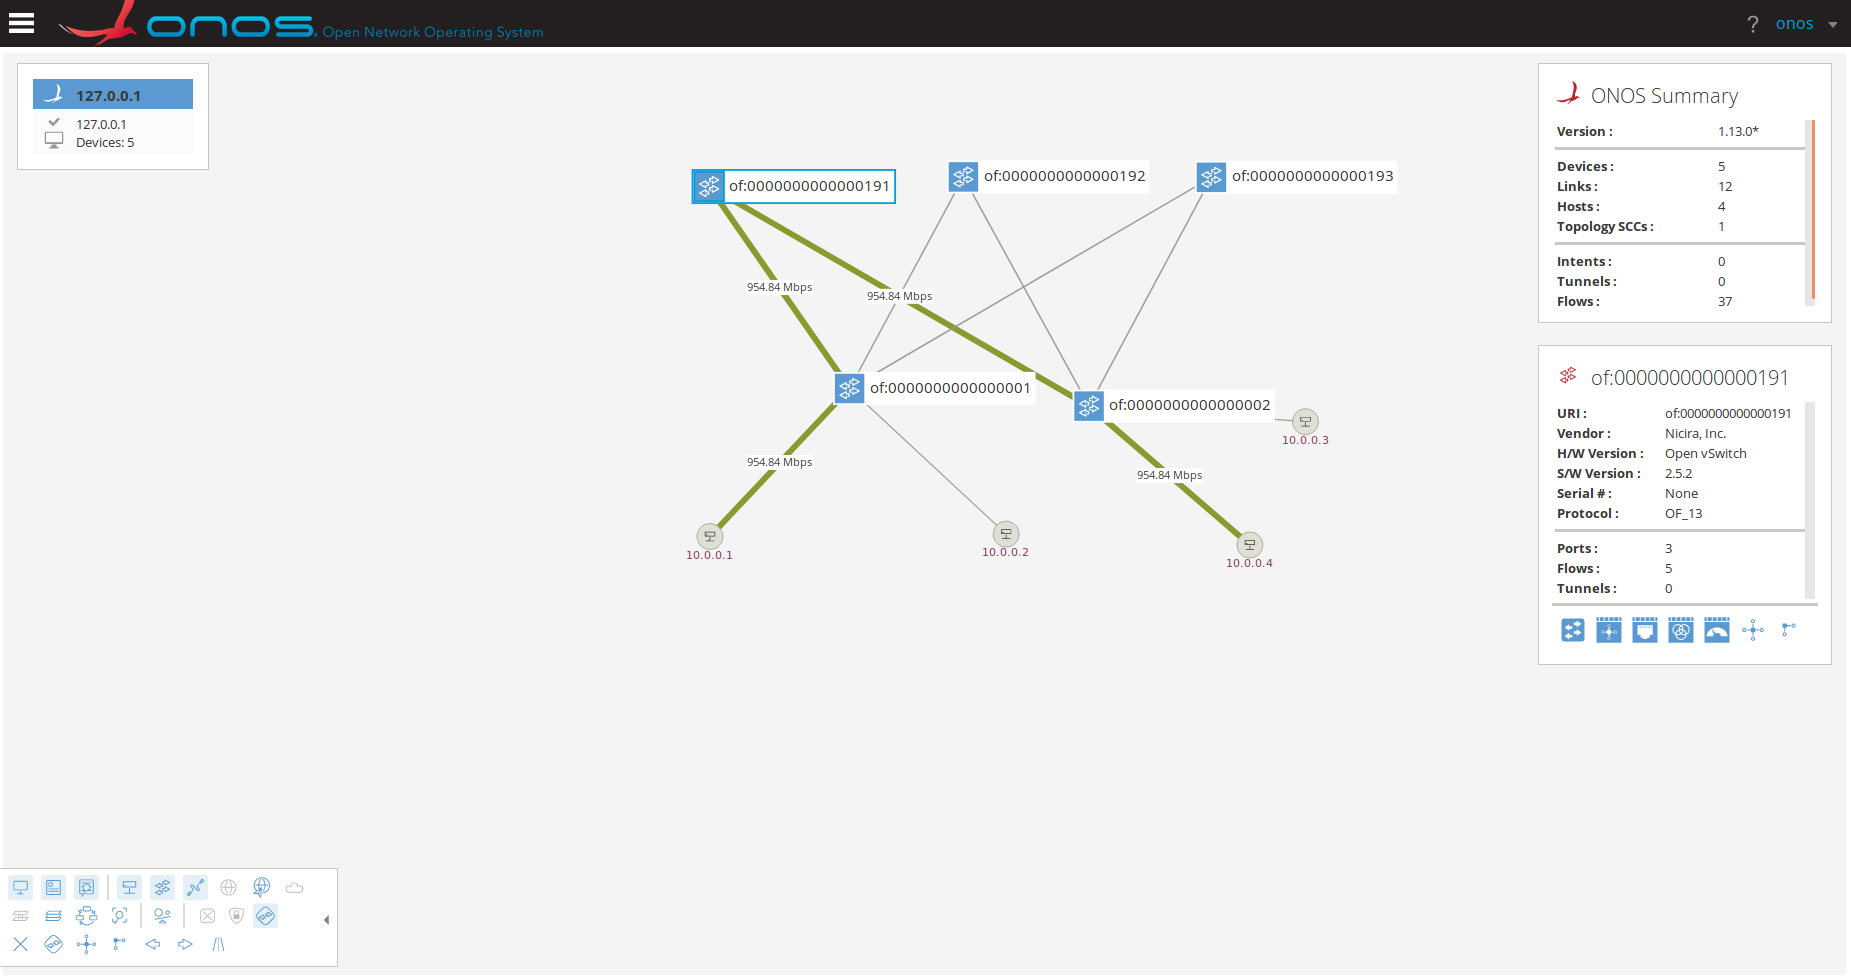 onos Open Network Operating System
? onos
127.0.0.1
127.0.0.1
Devices: 5
of:0000000000000191
of:0000000000000192
of:0000000000000193
954.84 Mbps
954.84 Mbps
of:0000000000000001
of:0000000000000002
10.0.0.3
954.84 Mbps
954.84 Mbps
10.0.0.1
10.0.0.2
10.0.0.4
ONOS Summary
Version : 1.13.0*
Devices : 5
Links : 12
Hosts : 4
Topology SCCs : 1
Intents : 0
Tunnels : 0
Flows : 37
of:0000000000000191
URI : of:0000000000000191
Vendor : Nicira, Inc.
H/W Version : Open vSwitch
S/W Version : 2.5.2
Serial # : None
Protocol : OF_13
Ports : 3
Flows : 5
Tunnels : 0